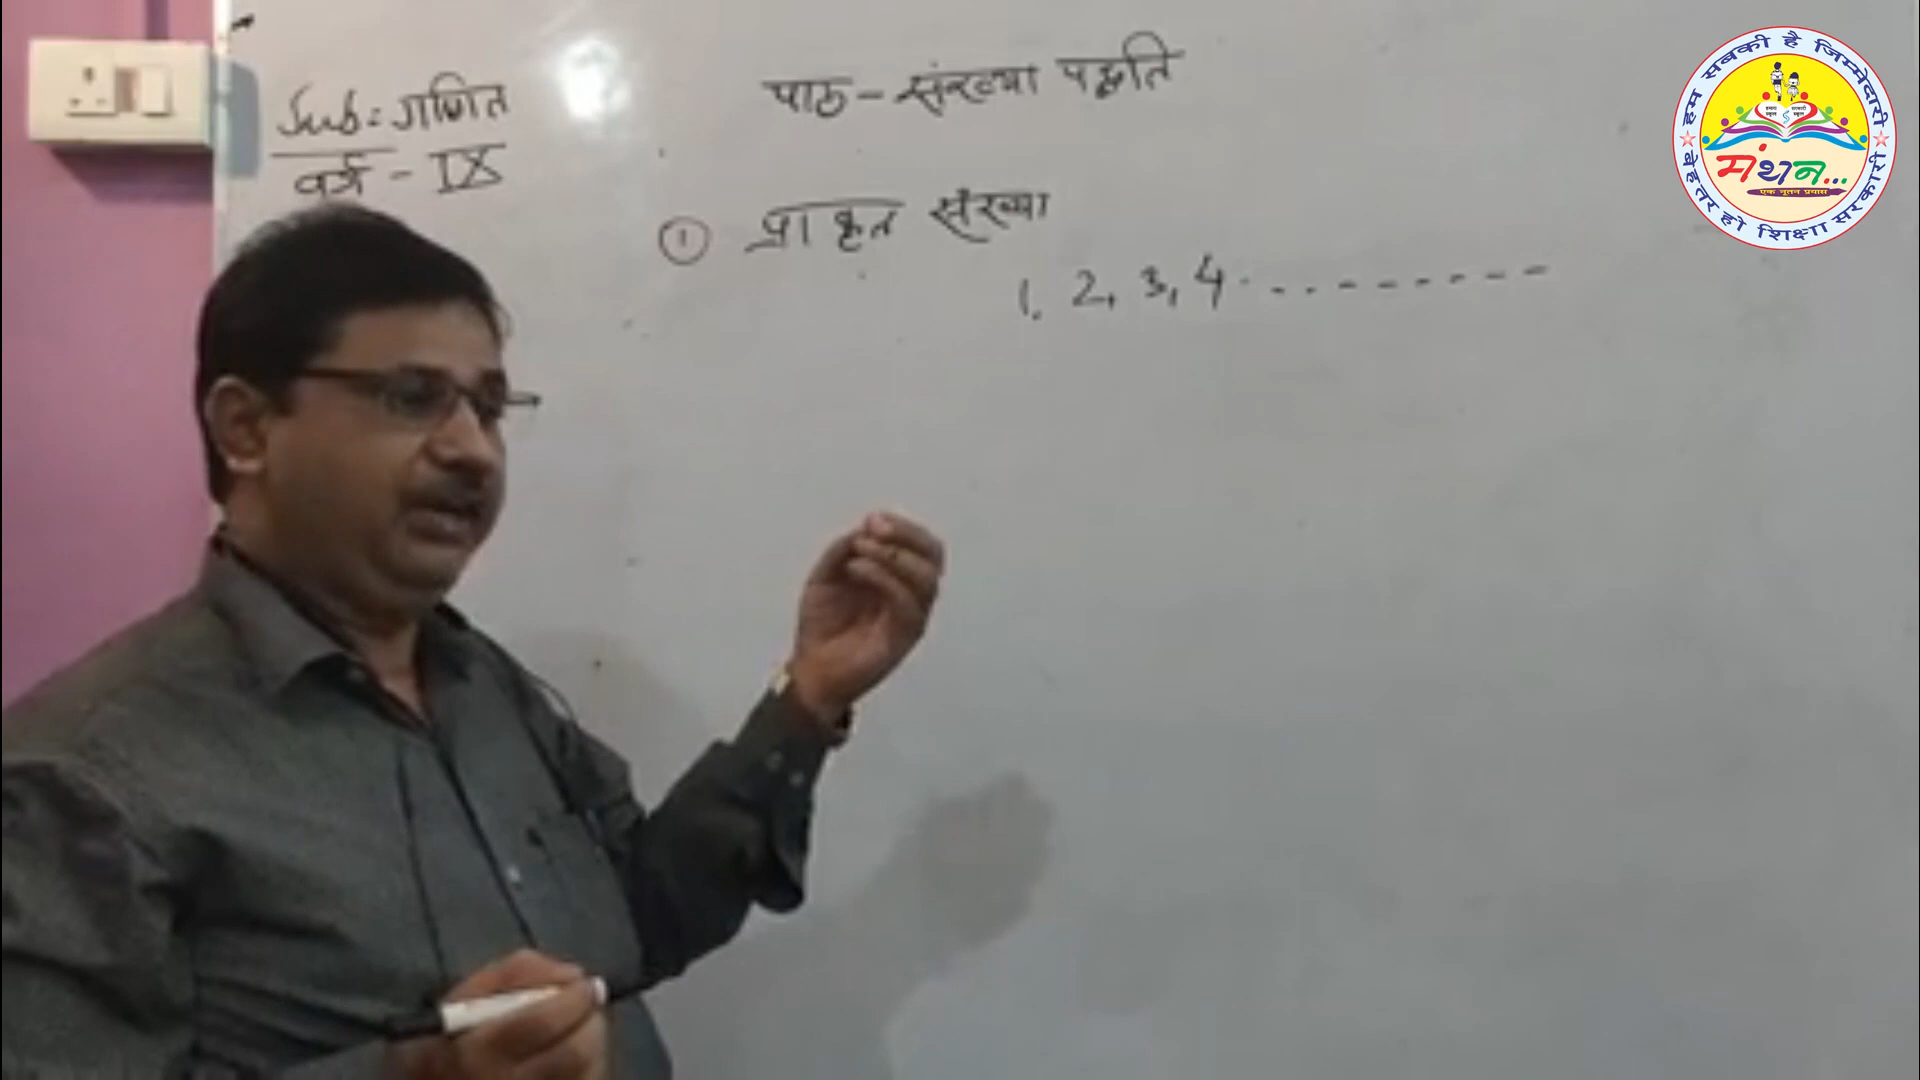 Sub: गणित
वर्ग - IX
पाठ - संख्या पद्धति
① प्राकृत संख्या
1, 2, 3, 4 - - - - - - - - -
हम सबकी है जिम्मेदारी
मंथन...
एक नूतन प्रयास
बेहतर हो शिक्षा सरकारी